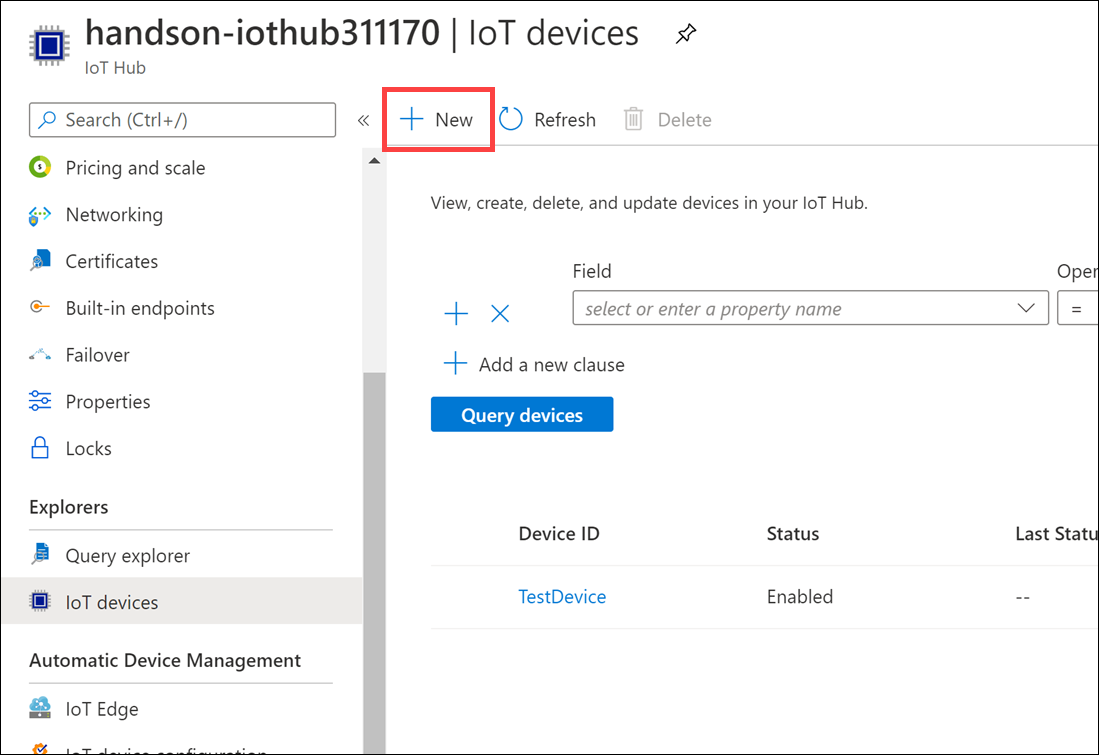 handson-iothub311170 | IoT devices
IoT Hub
Search (Ctrl+/)
«
New
Refresh
Delete
Pricing and scale
Networking
Certificates
Built-in endpoints
Failover
Properties
Locks
Explorers
Query explorer
IoT devices
Automatic Device Management
IoT Edge
IoT device configuration
View, create, delete, and update devices in your IoT Hub.
Field
Oper
select or enter a property name
=
Add a new clause
Query devices
Device ID
Status
Last Statu
TestDevice
Enabled
--